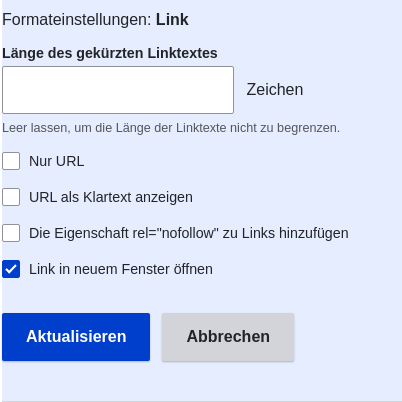 Formateinstellungen: Link
Länge des gekürzten Linktextes
Zeichen
Leer lassen, um die Länge der Linktexte nicht zu begrenzen.
Nur URL
URL als Klartext anzeigen
Die Eigenschaft rel="nofollow" zu Links hinzufügen
Link in neuem Fenster öffnen
Aktualisieren Abbrechen